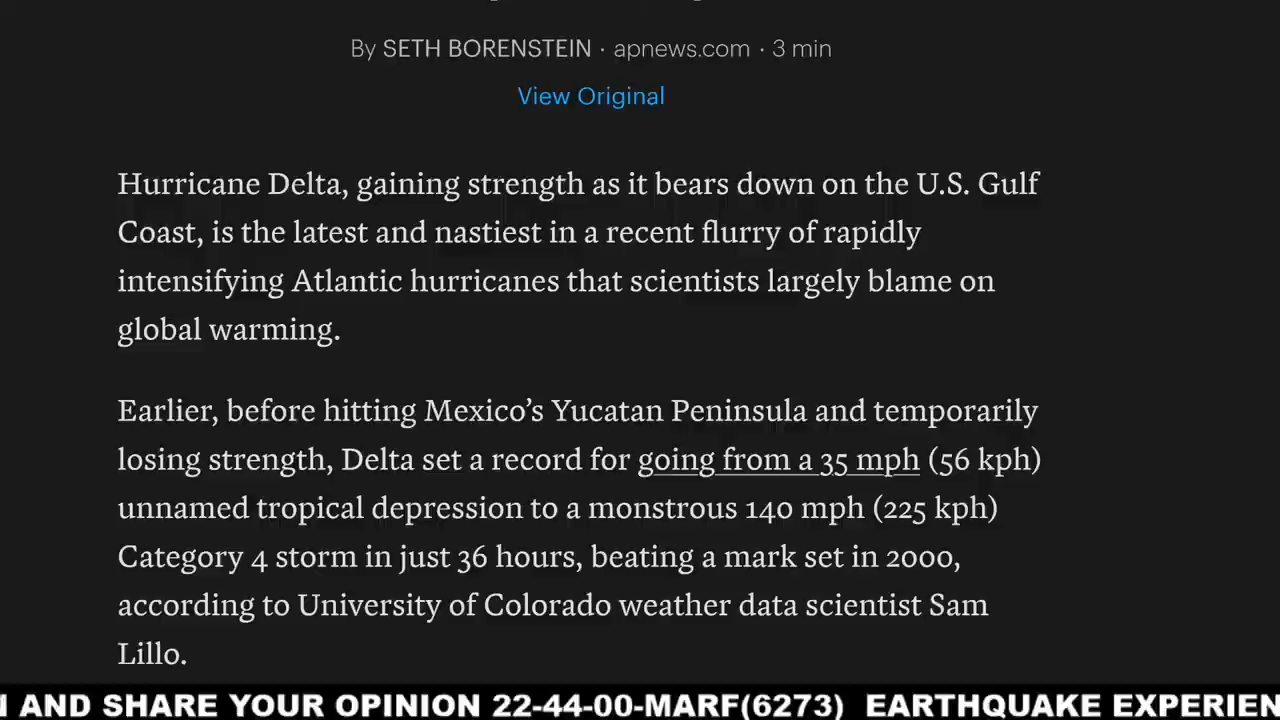 By SETH BORENSTEIN · apnews.com · 3 min
View Original
Hurricane Delta, gaining strength as it bears down on the U.S. Gulf
Coast, is the latest and nastiest in a recent flurry of rapidly
intensifying Atlantic hurricanes that scientists largely blame on
global warming.
Earlier, before hitting Mexico’s Yucatan Peninsula and temporarily
losing strength, Delta set a record for going from a 35 mph (56 kph)
unnamed tropical depression to a monstrous 140 mph (225 kph)
Category 4 storm in just 36 hours, beating a mark set in 2000,
according to University of Colorado weather data scientist Sam
Lillo.
AND SHARE YOUR OPINION 22-44-00-MARF(6273) EARTHQUAKE EXPERIEN